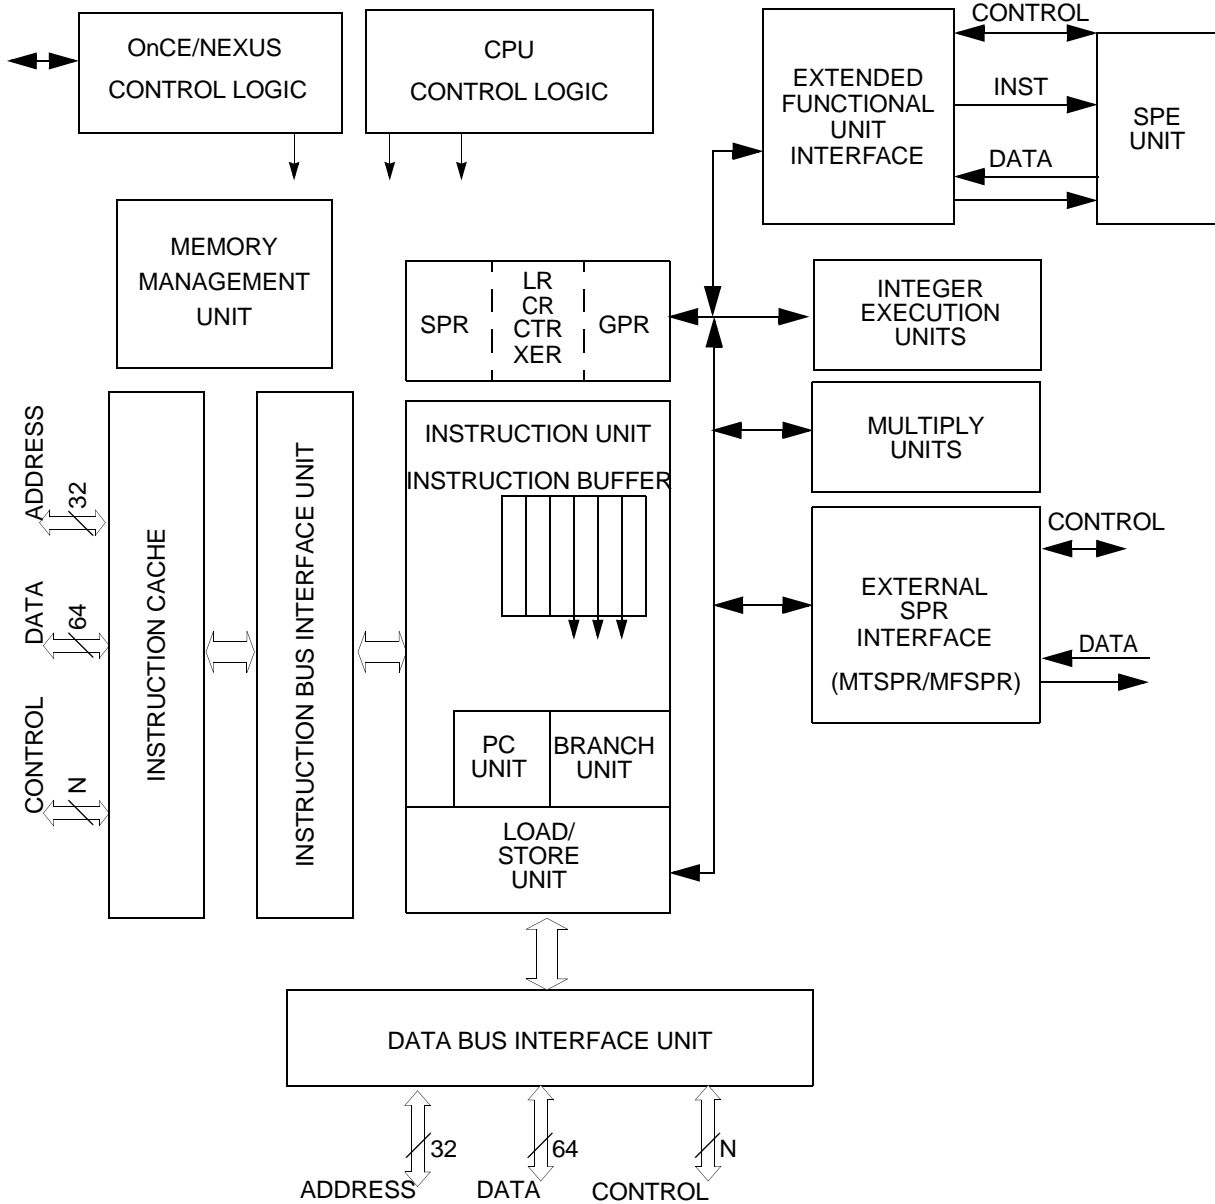 OnCE/NEXUS
CONTROL LOGIC
CPU
CONTROL LOGIC
EXTENDED
FUNCTIONAL
UNIT
INTERFACE
CONTROL
INST
DATA
SPE
UNIT
MEMORY
MANAGEMENT
UNIT
SPR
LR
CR
CTR
XER
GPR
INTEGER
EXECUTION
UNITS
MULTIPLY
UNITS
EXTERNAL
SPR
INTERFACE
(MTSPR/MFSPR)
CONTROL
DATA
ADDRESS
32
DATA
64
CONTROL
N
INSTRUCTION CACHE
INSTRUCTION BUS INTERFACE UNIT
INSTRUCTION UNIT
INSTRUCTION BUFFER
PC
UNIT
BRANCH
UNIT
LOAD/
STORE
UNIT
DATA BUS INTERFACE UNIT
32
64
N
ADDRESS
DATA
CONTROL